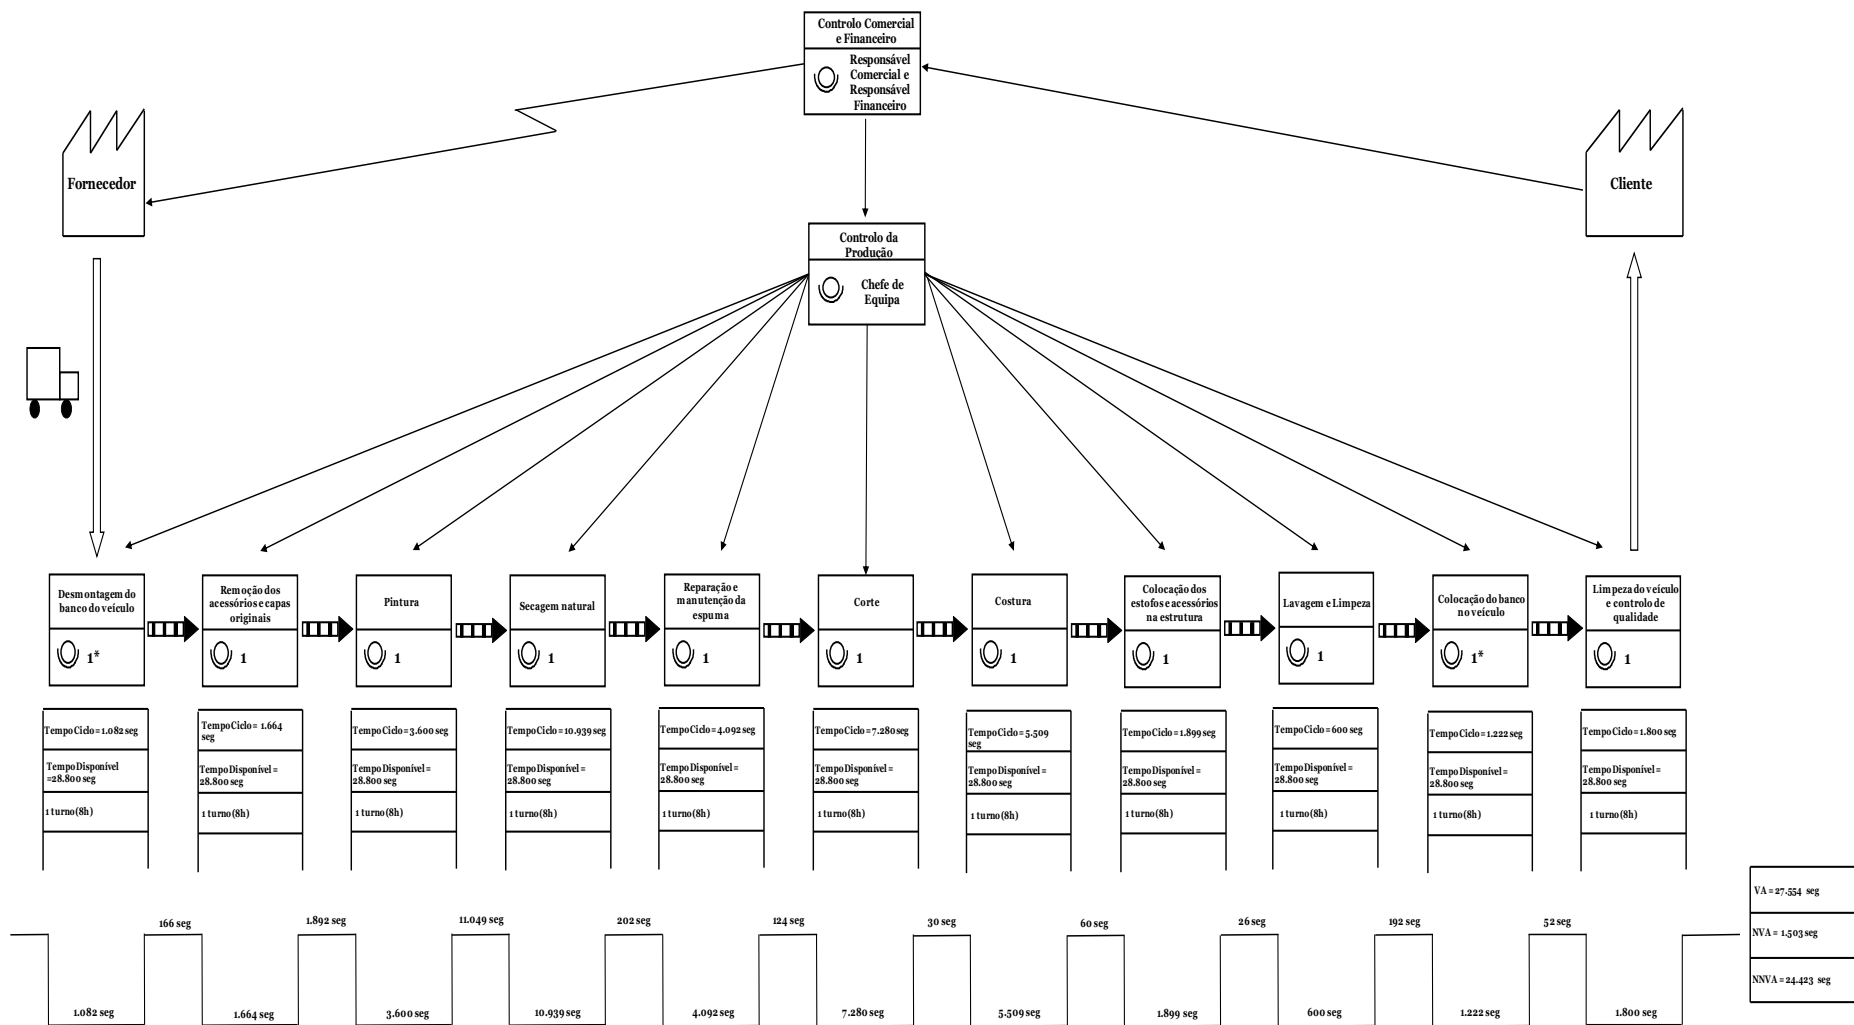 Controlo Comercial
e Financeiro
Responsável
Comercial e
Responsável
Financeiro
Fornecedor
Cliente
Controlo da
Produção
Chefe de
Equipa
Desmontagem do
banco do veículo
1*
Remoção dos
acessórios e capas
originais
1
Pintura
1
Secagem natural
1
Reparação e
manutenção da
espuma
1
Corte
1
Costura
1
Colocação dos
estofos e acessórios
na estrutura
1
Lavagem e Limpeza
1
Colocação do banco
no veículo
1*
Limpeza do veículo
e controlo de
qualidade
1
Tempo Ciclo = 1.082 seg
Tempo Disponível
=28.800 seg
1 turno (8h)
Tempo Ciclo = 1.664
seg
Tempo Disponível =
28.800 seg
1 turno (8h)
Tempo Ciclo = 3.600 seg
Tempo Disponível =
28.800 seg
1 turno (8h)
Tempo Ciclo = 10.939 seg
Tempo Disponível =
28.800 seg
1 turno (8h)
Tempo Ciclo = 4.092 seg
Tempo Disponível =
28.800 seg
1 turno (8h)
Tempo Ciclo = 7.280 seg
Tempo Disponível =
28.800 seg
1 turno (8h)
Tempo Ciclo = 5.509
seg
Tempo Disponível =
28.800 seg
1 turno (8h)
Tempo Ciclo = 1.899 seg
Tempo Disponível =
28.800 seg
1 turno (8h)
Tempo Ciclo = 600 seg
Tempo Disponível =
28.800 seg
1 turno (8h)
Tempo Ciclo = 1.222 seg
Tempo Disponível =
28.800 seg
1 turno (8h)
Tempo Ciclo = 1.800 seg
Tempo Disponível =
28.800 seg
1 turno (8h)
166 seg
1.892 seg
11.049 seg
202 seg
124 seg
30 seg
60 seg
26 seg
192 seg
52 seg
1.082 seg
1.664 seg
3.600 seg
10.939 seg
4.092 seg
7.280 seg
5.509 seg
1.899 seg
600 seg
1.222 seg
1.800 seg
VA = 27.554 seg
NVA = 1.503 seg
NNVA = 24.423 seg